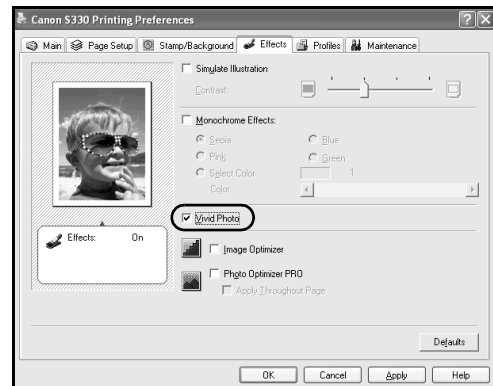 Canon S330 Printing Preferences
Main Page Setup Stamp/Background Effects Profiles Maintenance
Simulate Illustration
Contrast:
Monochrome Effects:
Sepia Blue
Pink Green
Select Color 1
Color:
Vivid Photo
Effects: On
Image Optimizer
Photo Optimizer PRO
Apply Throughout Page
Defaults
OK Cancel Apply Help